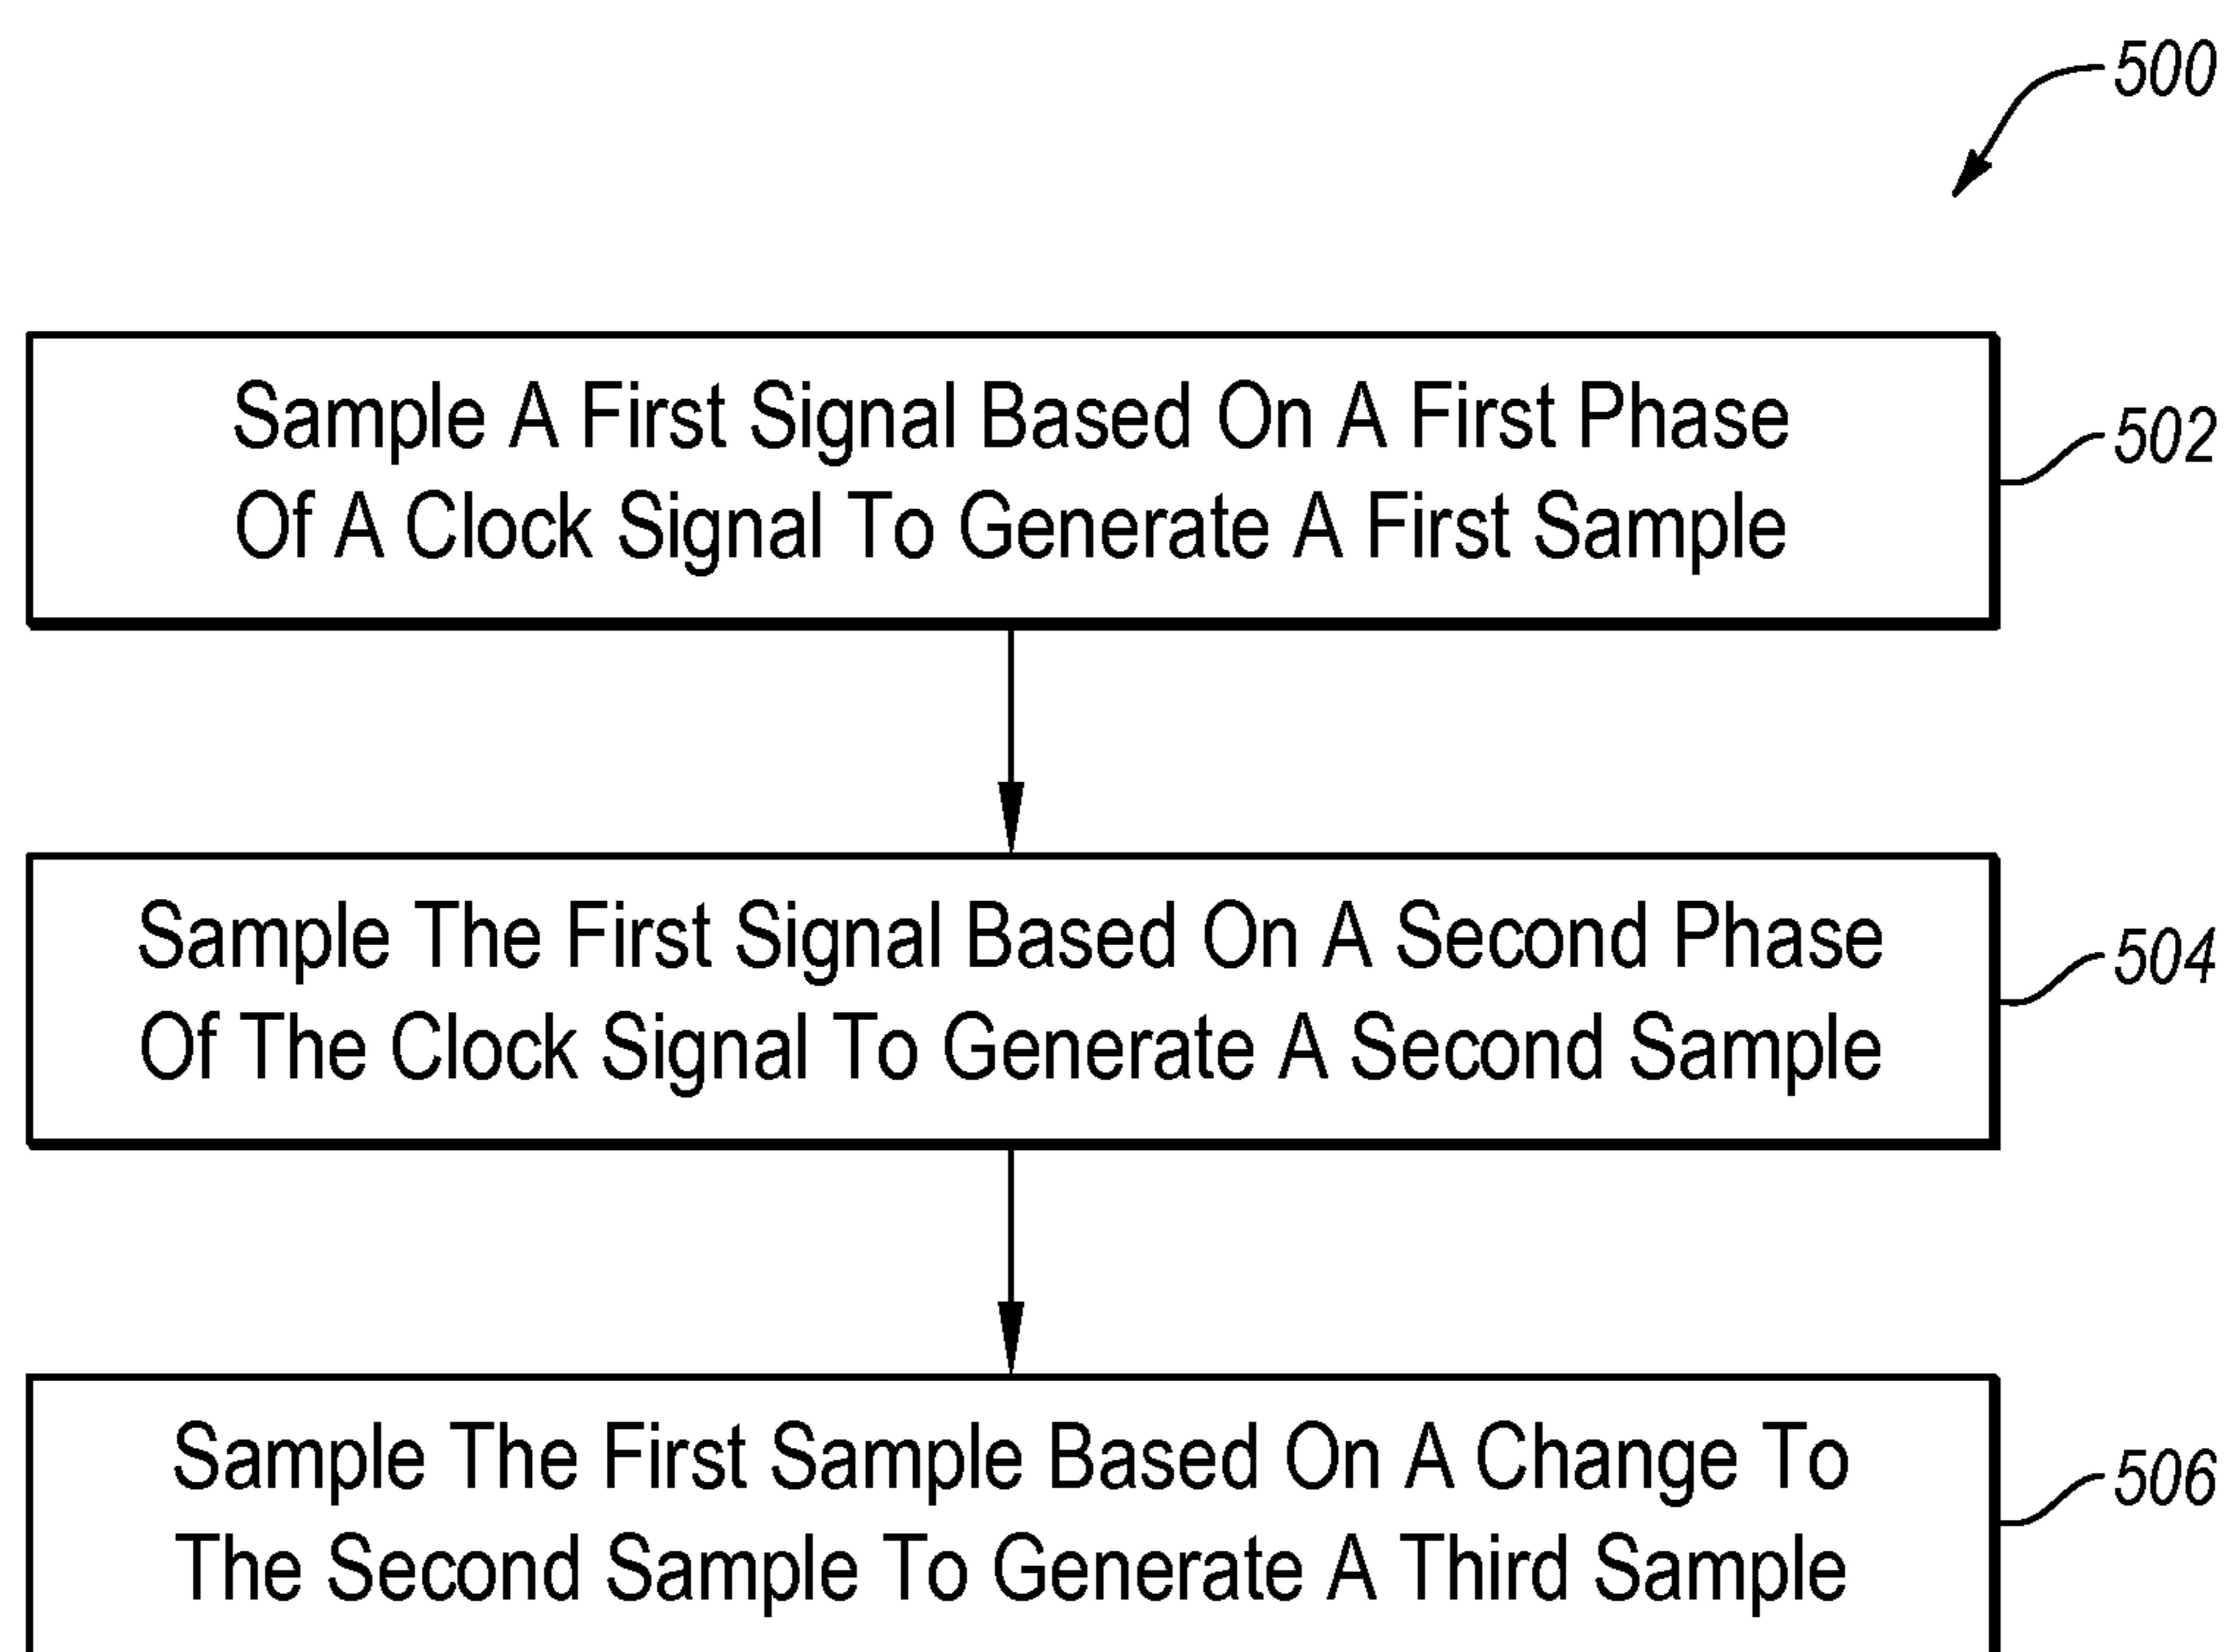 500
Sample A First Signal Based On A First Phase
Of A Clock Signal To Generate A First Sample
502
Sample The First Signal Based On A Second Phase
Of The Clock Signal To Generate A Second Sample
504
Sample The First Sample Based On A Change To
The Second Sample To Generate A Third Sample
506